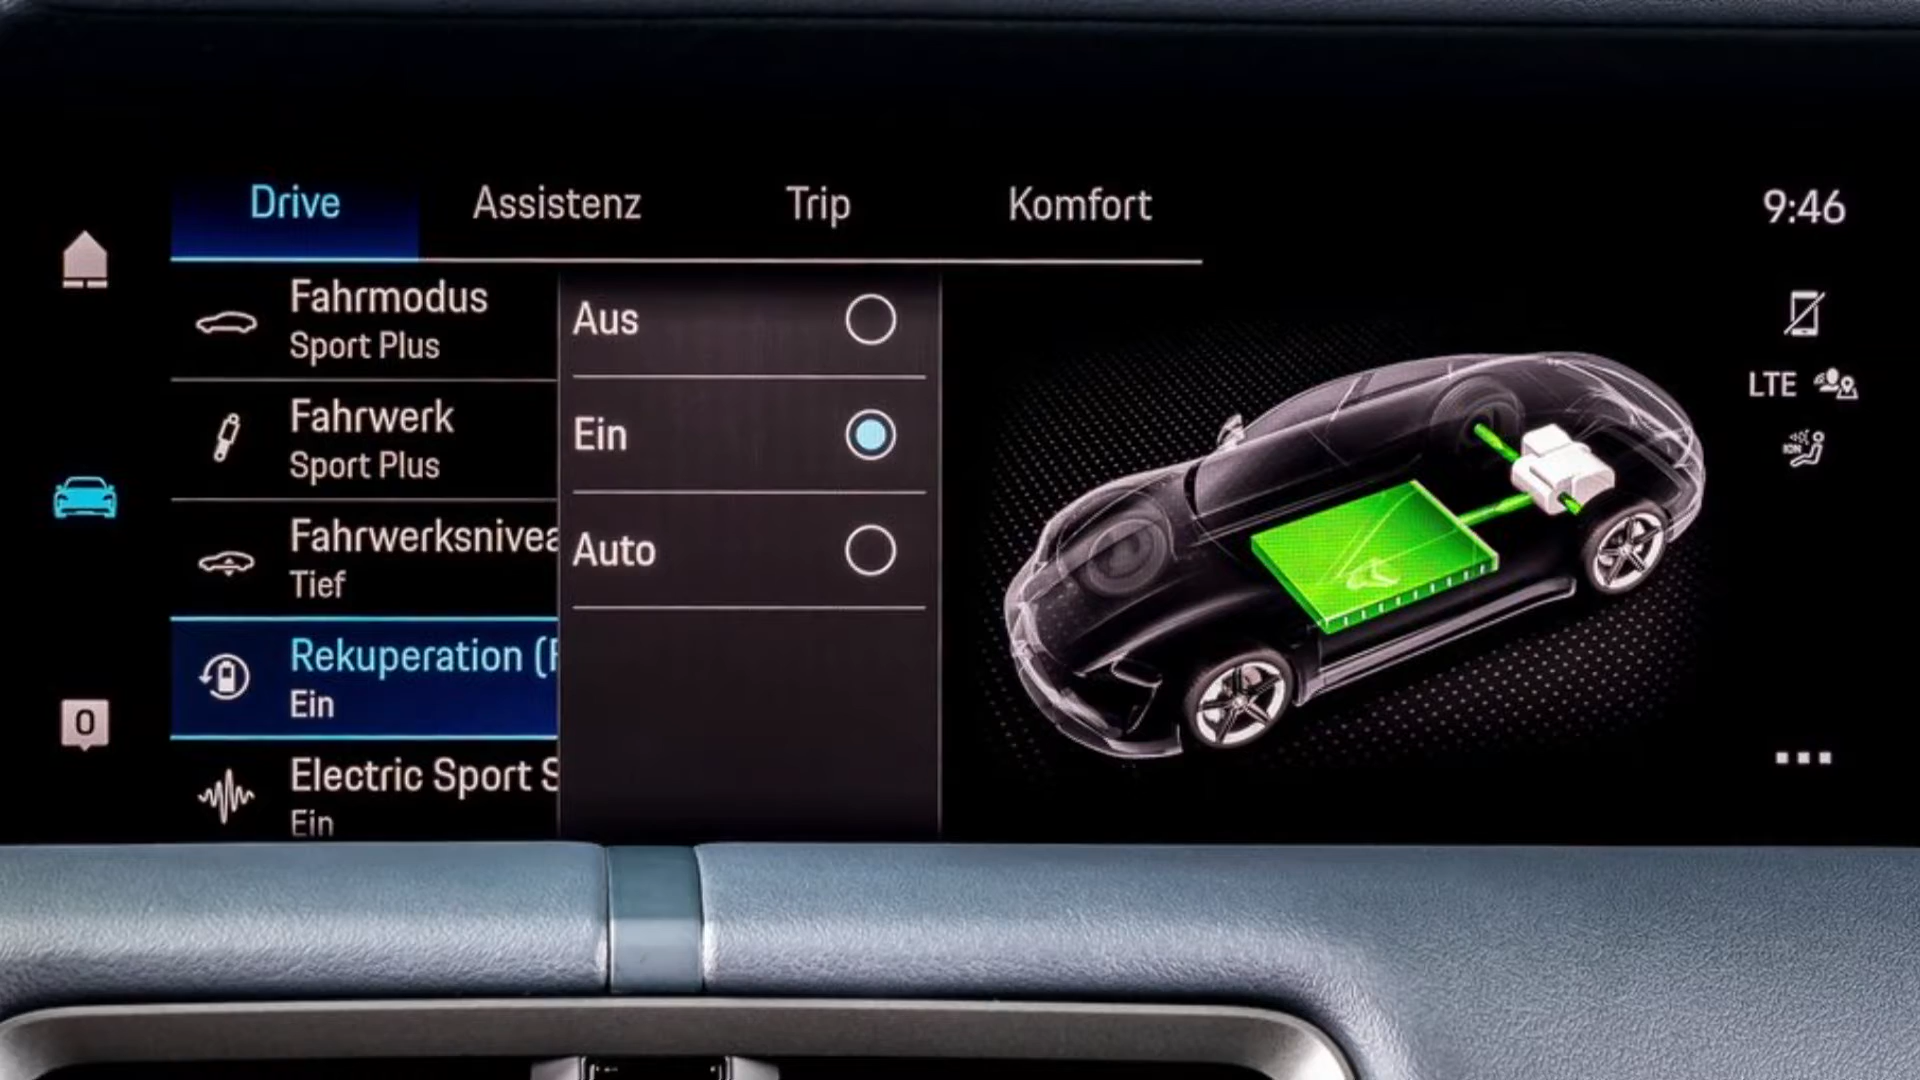 Drive Assistenz Trip Komfort
9:46
Fahrmodus
Sport Plus
Fahrwerk
Sport Plus
Fahrwerksnivea
Tief
Rekuperation (
Ein
Electric Sport S
Ein
Aus
Ein
Auto
LTE
ION
0